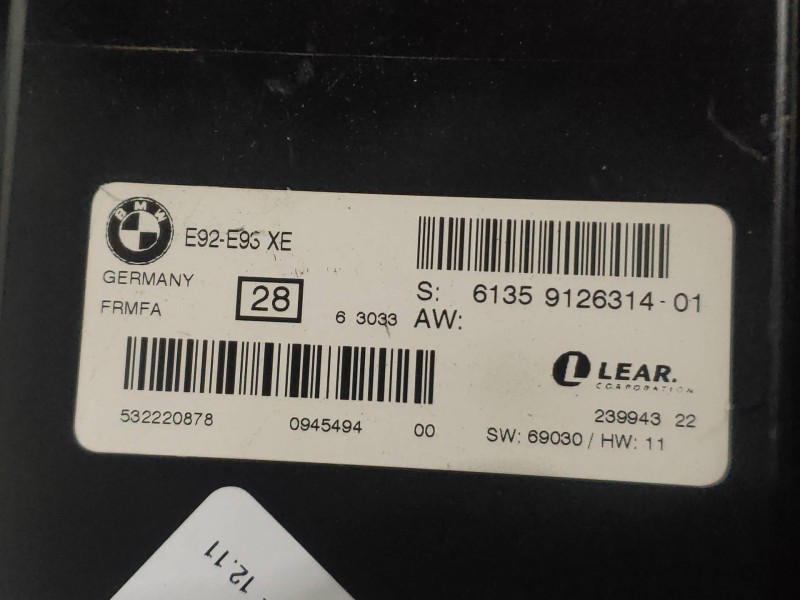 BMW
E92-E93 XE
GERMANY
FRMFA
28
6 3033
S: 6135 9126314-01
AW:
LEAR.
CORPORATION
532220878 0945494 00
239943 22
SW: 69030 / HW: 11
12.11